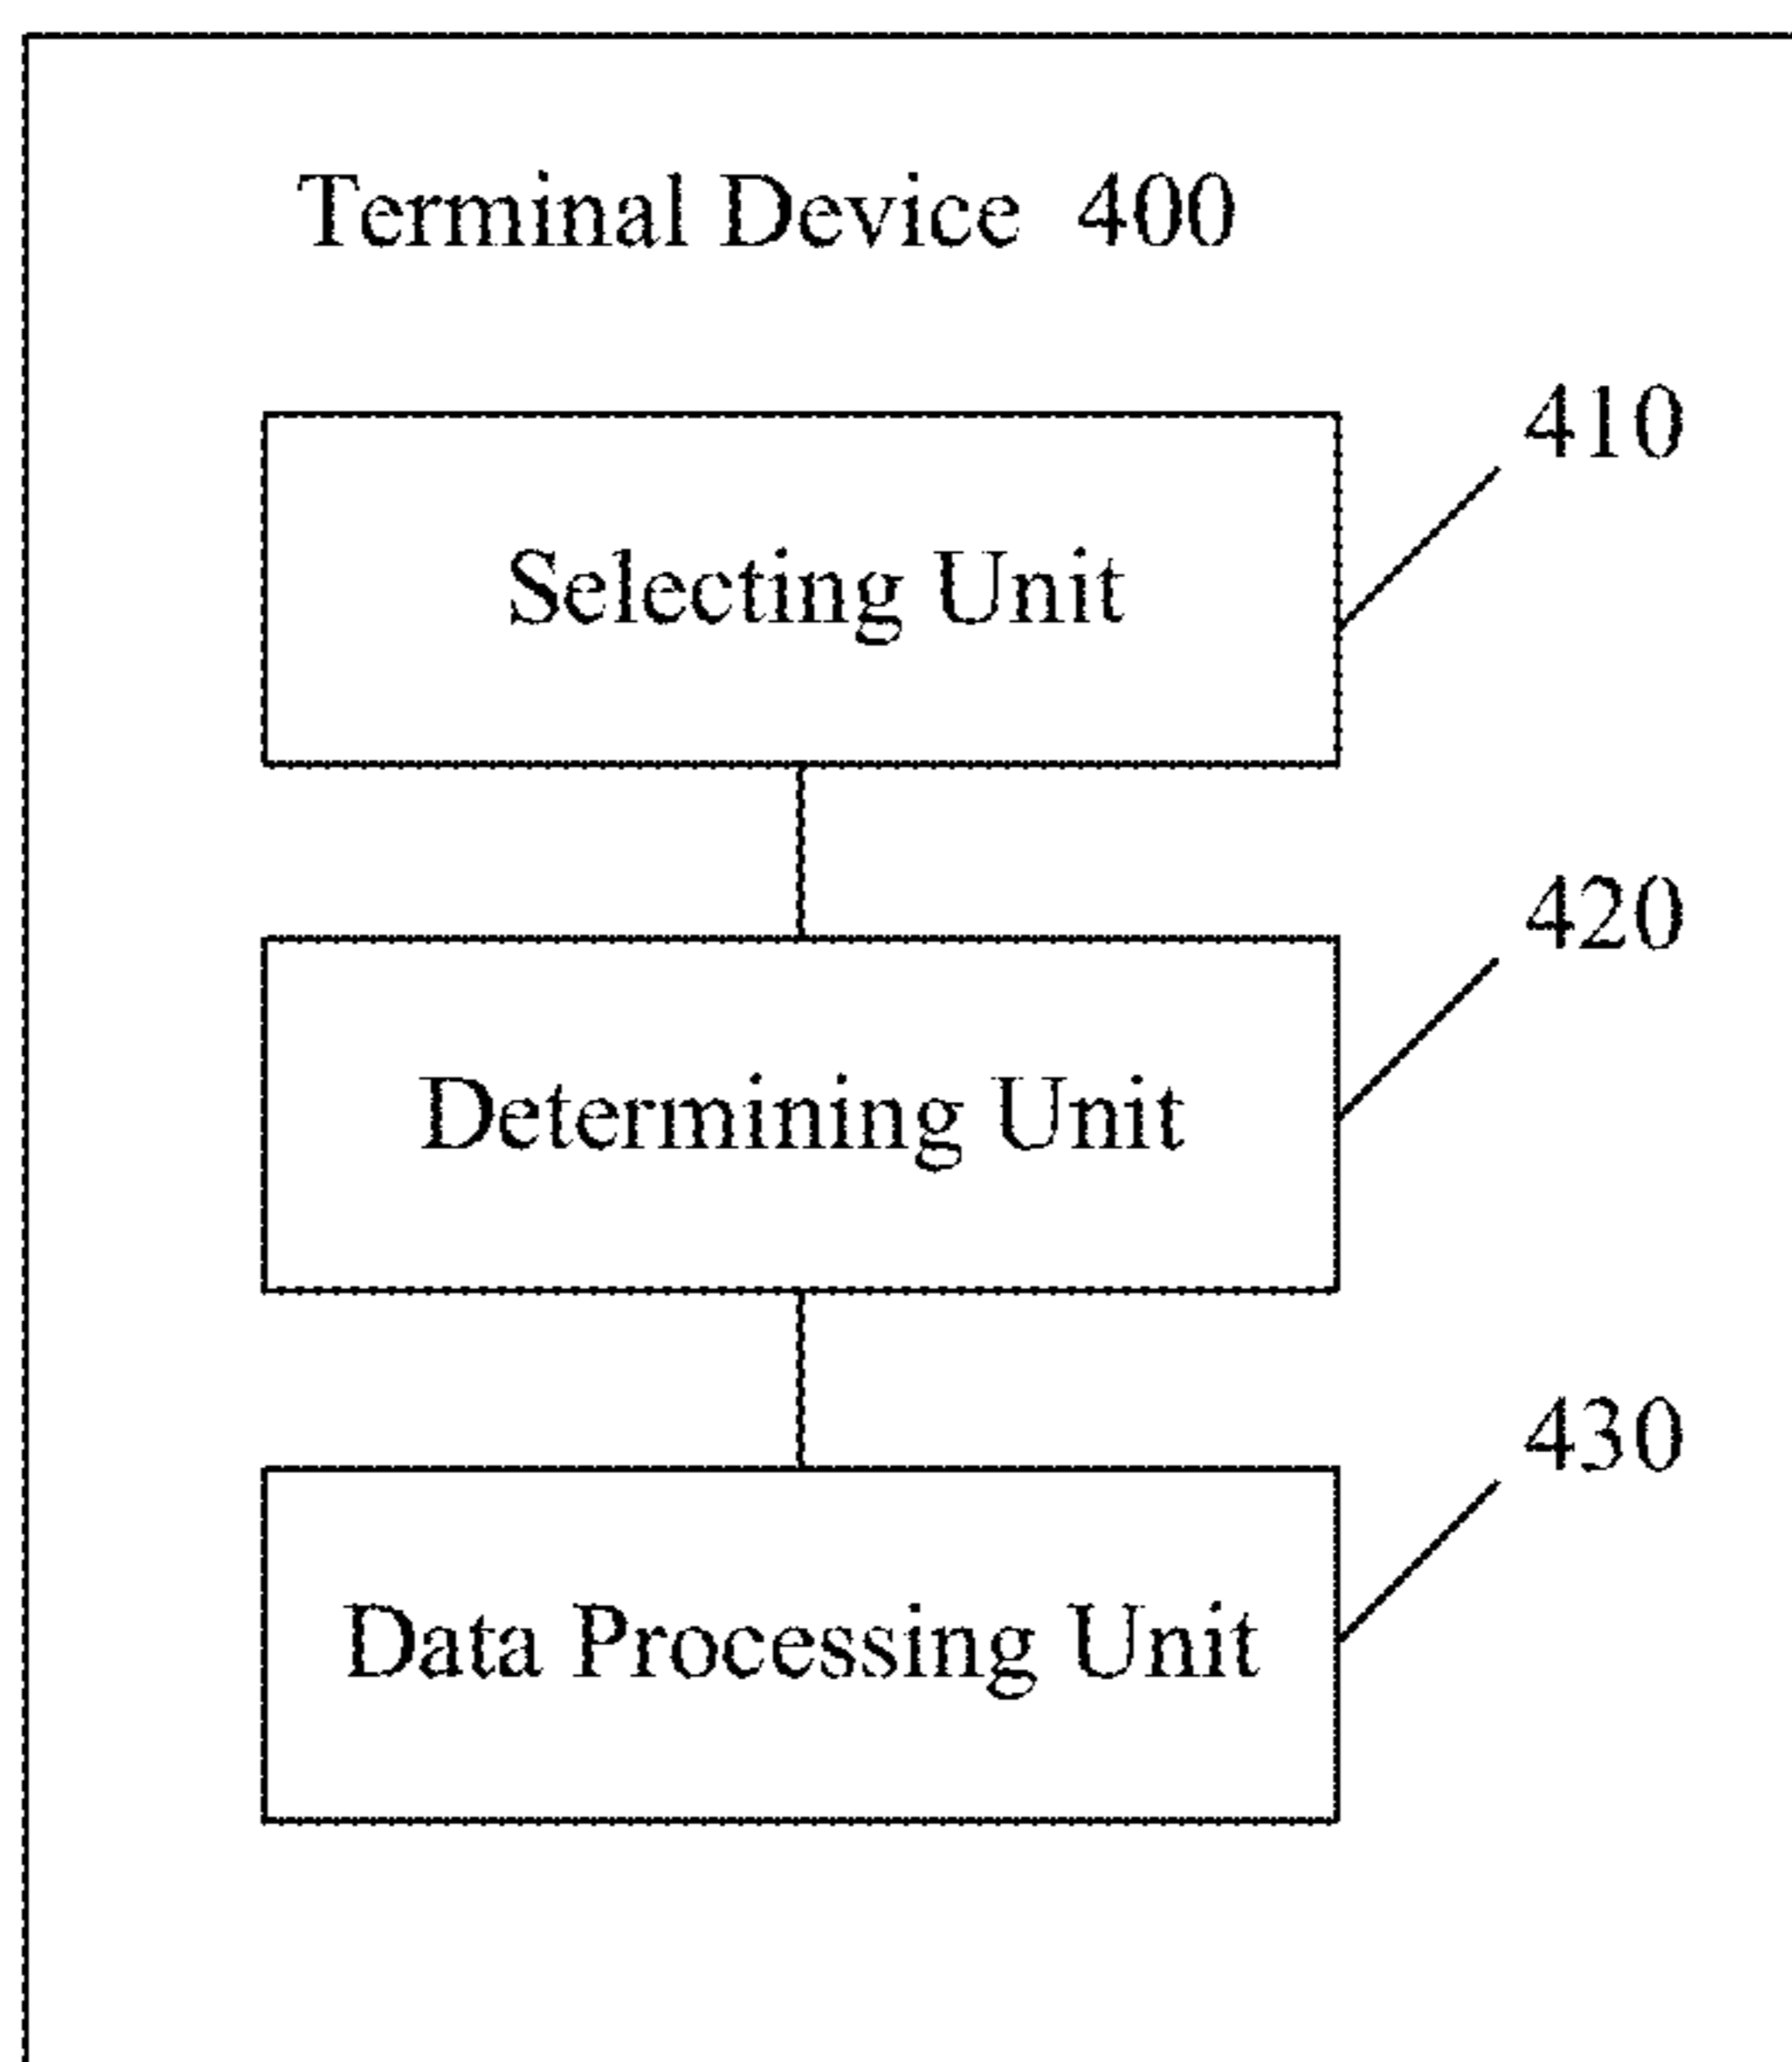 Terminal Device 400
410
Selecting Unit
420
Determining Unit
430
Data Processing Unit